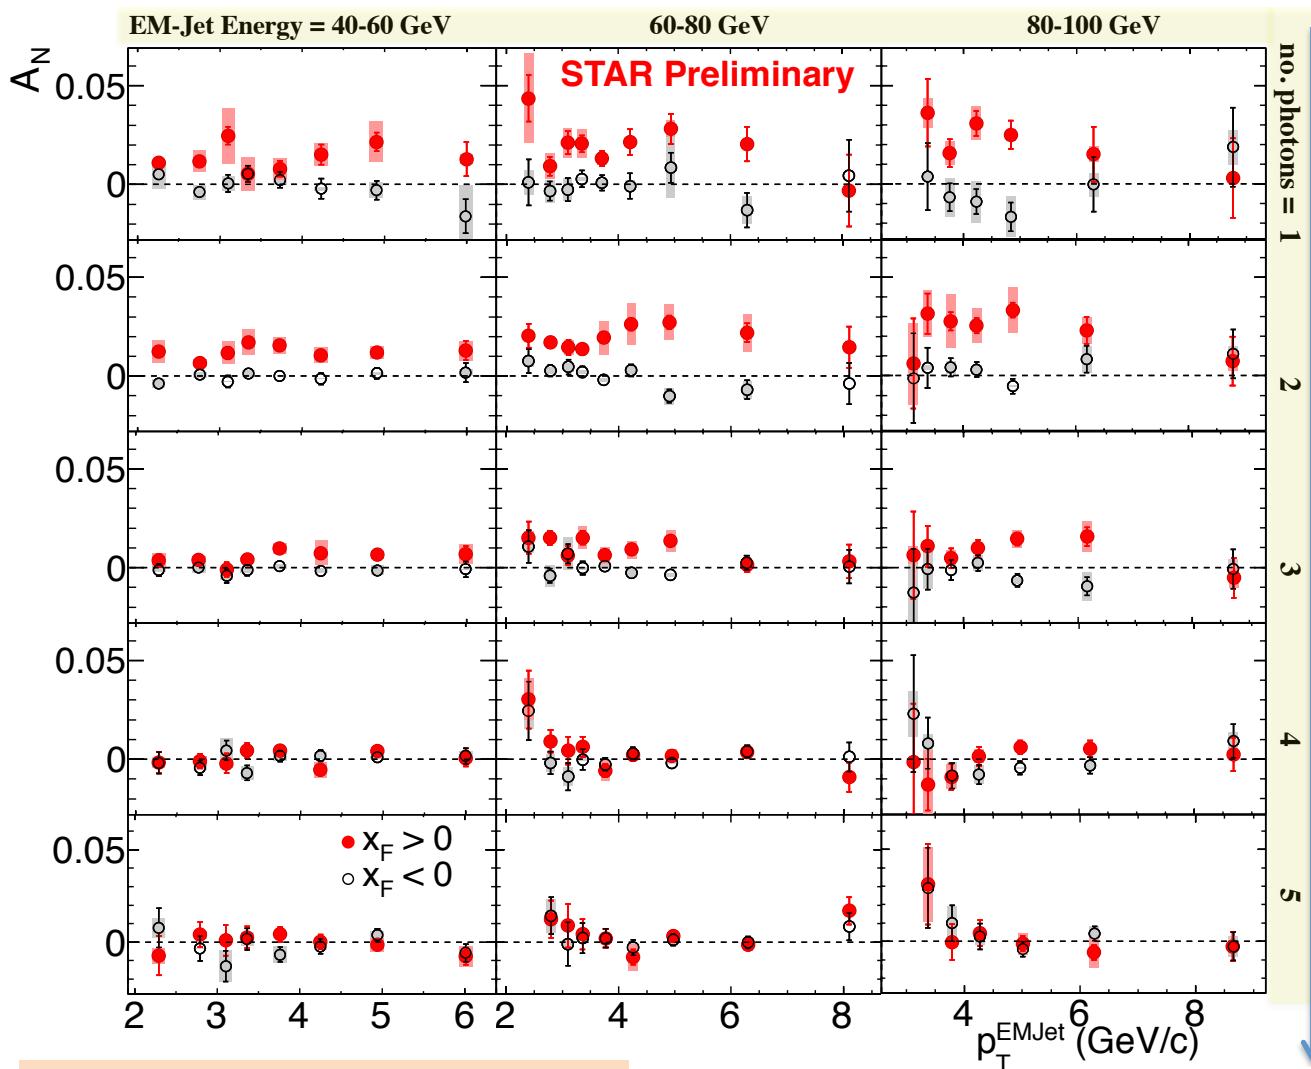 EM-Jet Energy = 40-60 GeV 60-80 GeV 80-100 GeV
A_N
STAR Preliminary
no. photons = 1
0.05
0
0.05
0
2
0.05
0
3
0.05
0
4
x_F > 0
x_F < 0
0.05
0
5
2 3 4 5 6 2 4 6 8 4 6 8
p_T^EMJet (GeV/c)